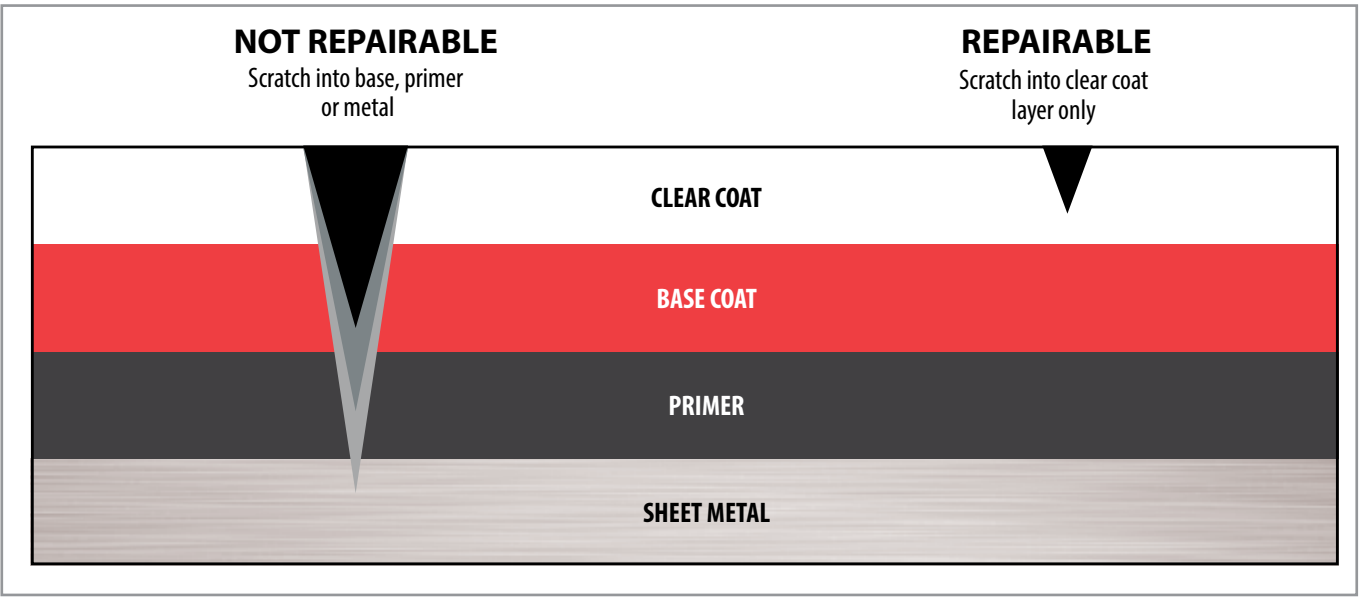 NOT REPAIRABLE
Scratch into base, primer
or metal
REPAIRABLE
Scratch into clear coat
layer only
CLEAR COAT
BASE COAT
PRIMER
SHEET METAL